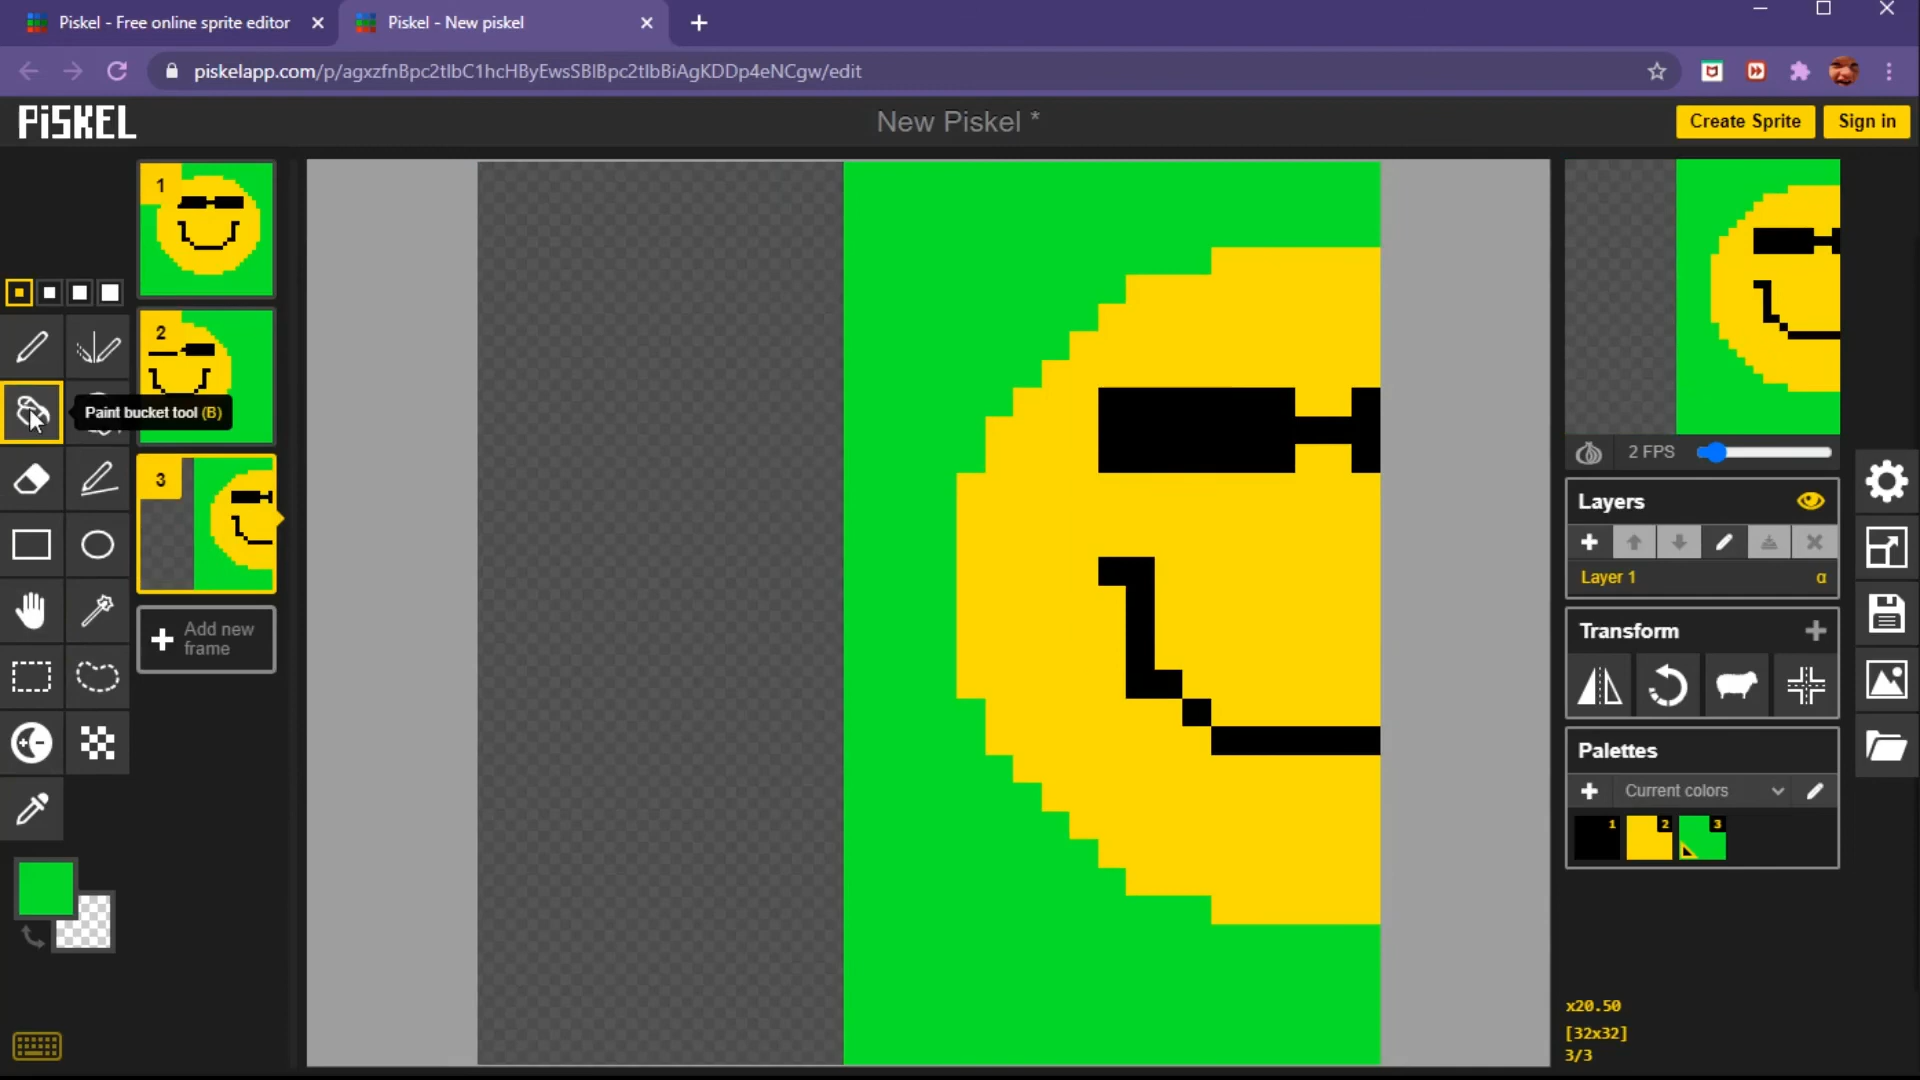 Piskel - Free online sprite editor
Piskel - New piskel
piskelapp.com/p/agxzfnBpc2tlbC1hcHByEwsSBlBpc2tlbBiAgKDDp4eNCgw/edit
PiSKEL
New Piskel *
Create Sprite
Sign in
1
2
Paint bucket tool (B)
3
Add new
frame
2 FPS
Layers
Layer 1
α
Transform
Palettes
Current colors
1
2
3
x20.50
[32x32]
3/3